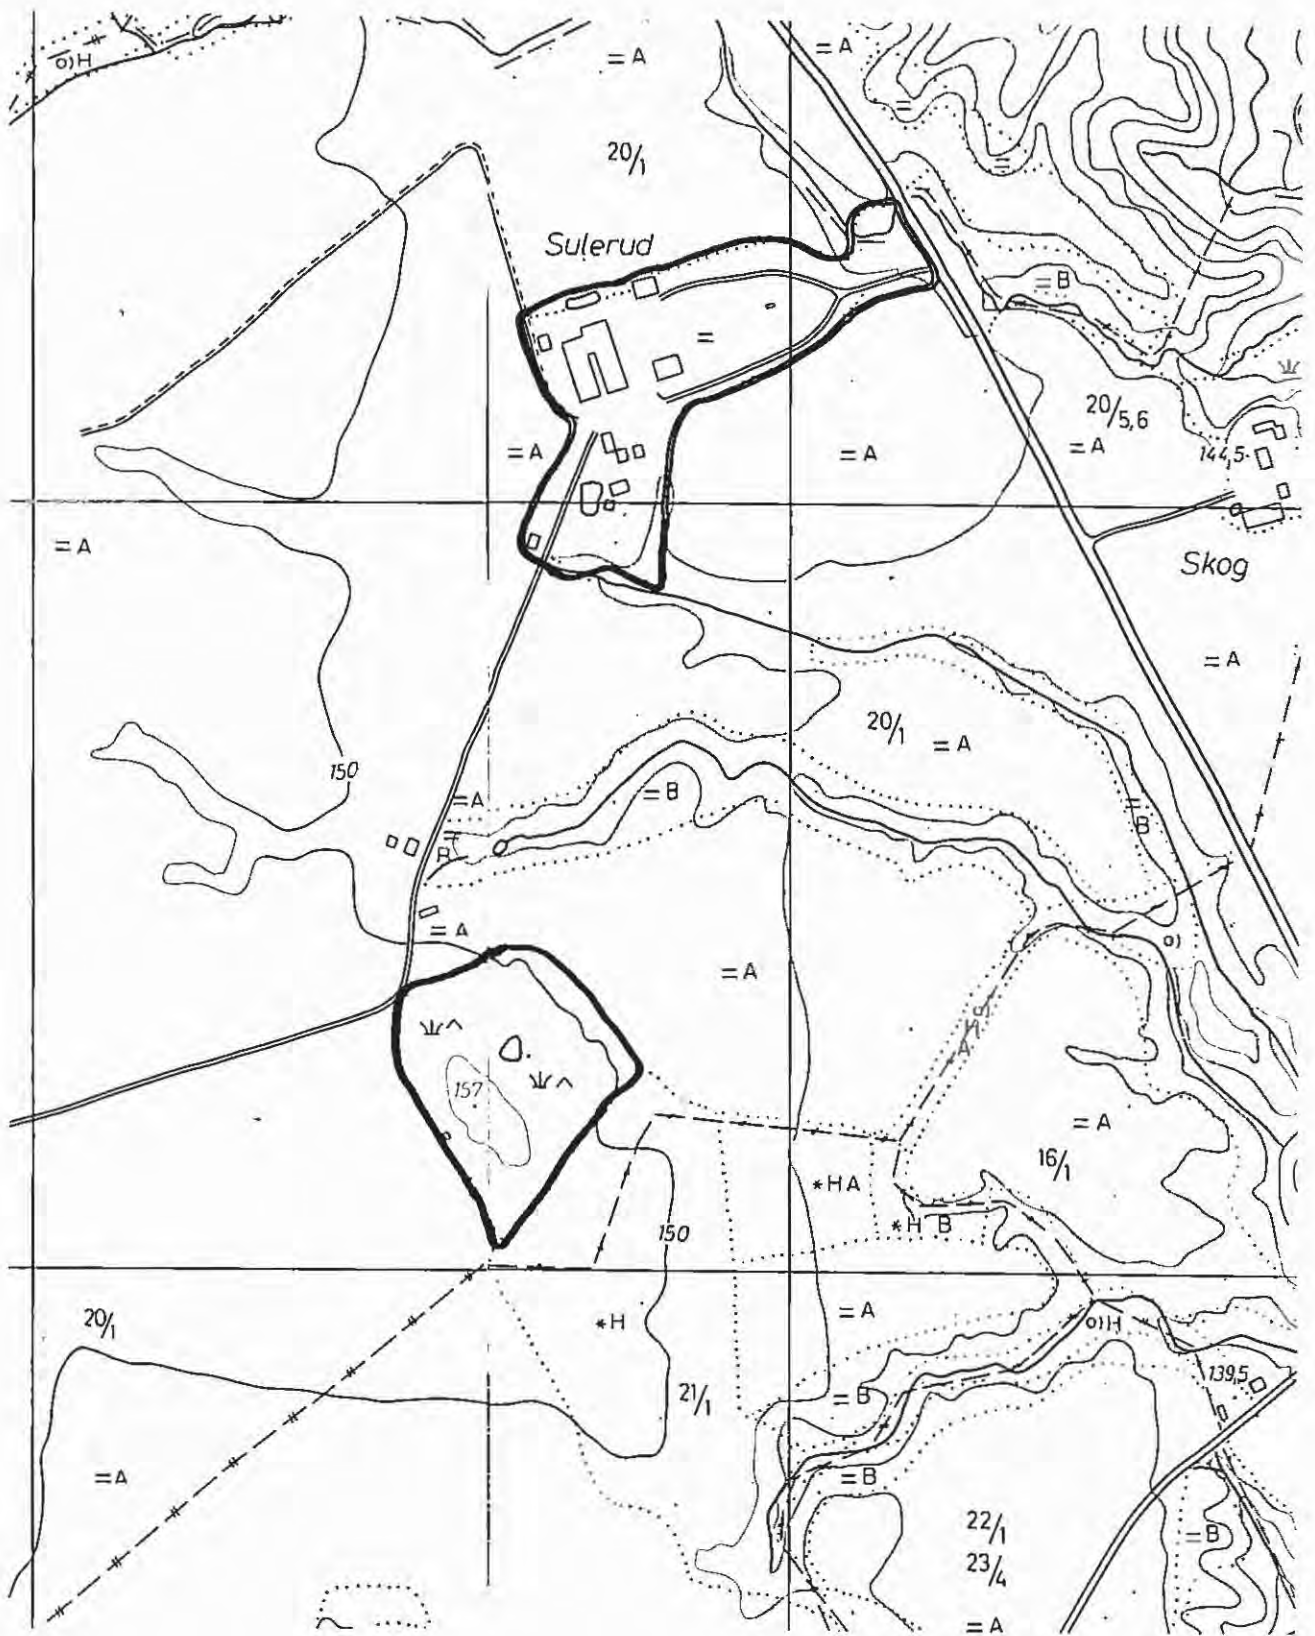 o)H
= A
= A
20/1
=
=
Sulerud
= B
=
20/5,6
= A
= A
= A
144,5
= A
Skog
= A
20/1
= A
150
= A
= B
=
B
=
B
= A
o)
= A
157
= A
16/1
* H A
* H B
150
20/1
* H
= A
o)H
139,5
21/1
= B
= A
= B
22/1
= B
23/4
= A